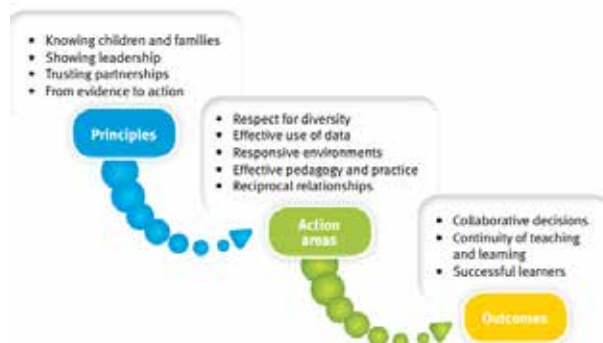 • Knowing children and families
• Showing leadership
• Trusting partnerships
• From evidence to action
Principles
• Respect for diversity
• Effective use of data
• Responsive environments
• Effective pedagogy and practice
• Reciprocal relationships
Action
areas
• Collaborative decisions
• Continuity of teaching
and learning
• Successful learners
Outcomes